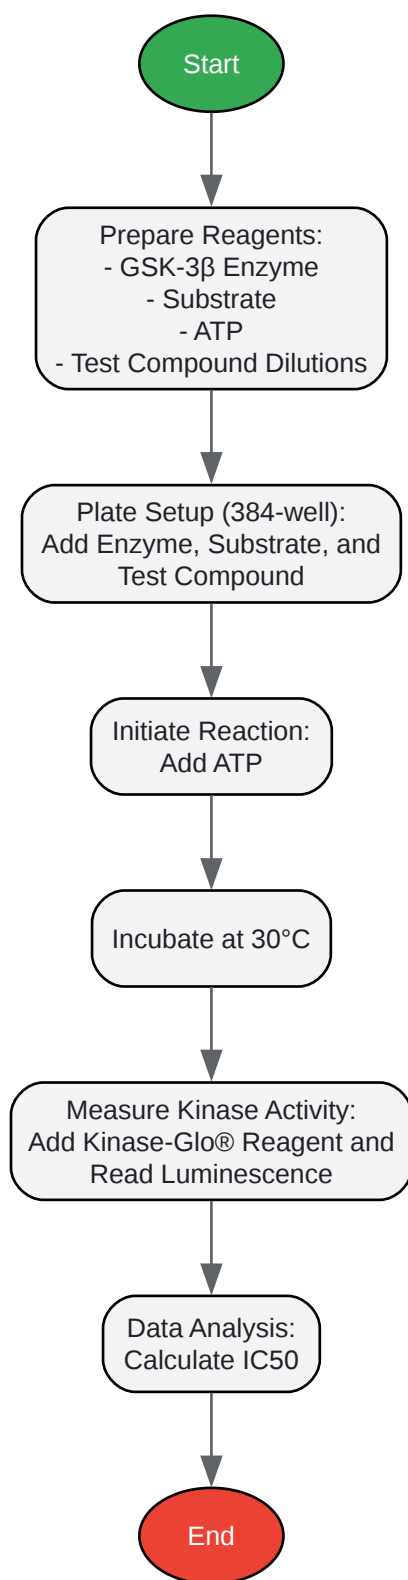 Start
Prepare Reagents:
- GSK-3β Enzyme
- Substrate
- ATP
- Test Compound Dilutions
Plate Setup (384-well):
Add Enzyme, Substrate, and
Test Compound
Initiate Reaction:
Add ATP
Incubate at 30°C
Measure Kinase Activity:
Add Kinase-Glo® Reagent and
Read Luminescence
Data Analysis:
Calculate IC50
End